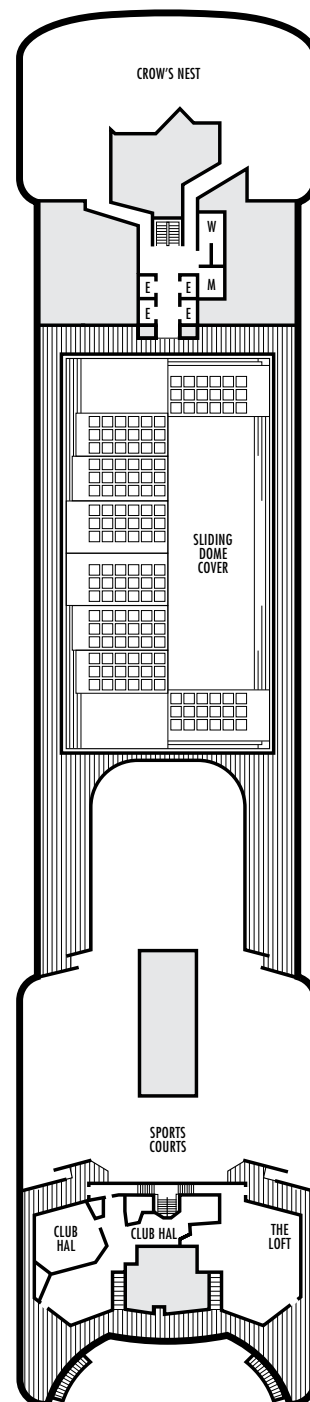 CROW'S NEST
W
M
E E
E E
SLIDING
DOME
COVER
SPORTS
COURTS
CLUB
HAL
CLUB HAL
THE
LOFT